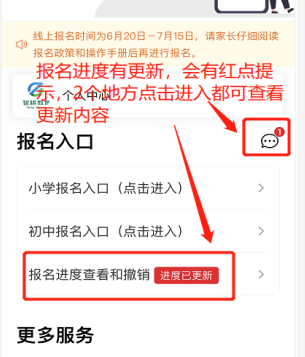 线上报名时间为6月20日-7月15日，请家长仔细阅读
报名政策和操作手册后再进行报名。
报名进度有更新，会有红点提
示，2个地方点击进入都可查看
更新内容
个人中心
报名入口
1
小学报名入口（点击进入）
初中报名入口（点击进入）
报名进度查看和撤销 进度已更新
更多服务